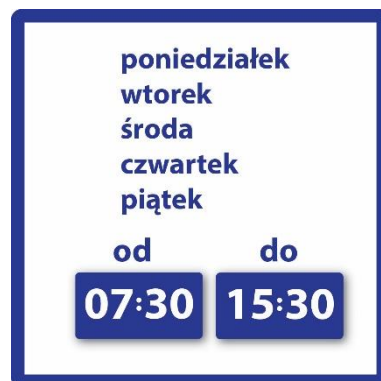 poniedziałek
wtorek
środa
czwartek
piątek
od do
07:30 15:30